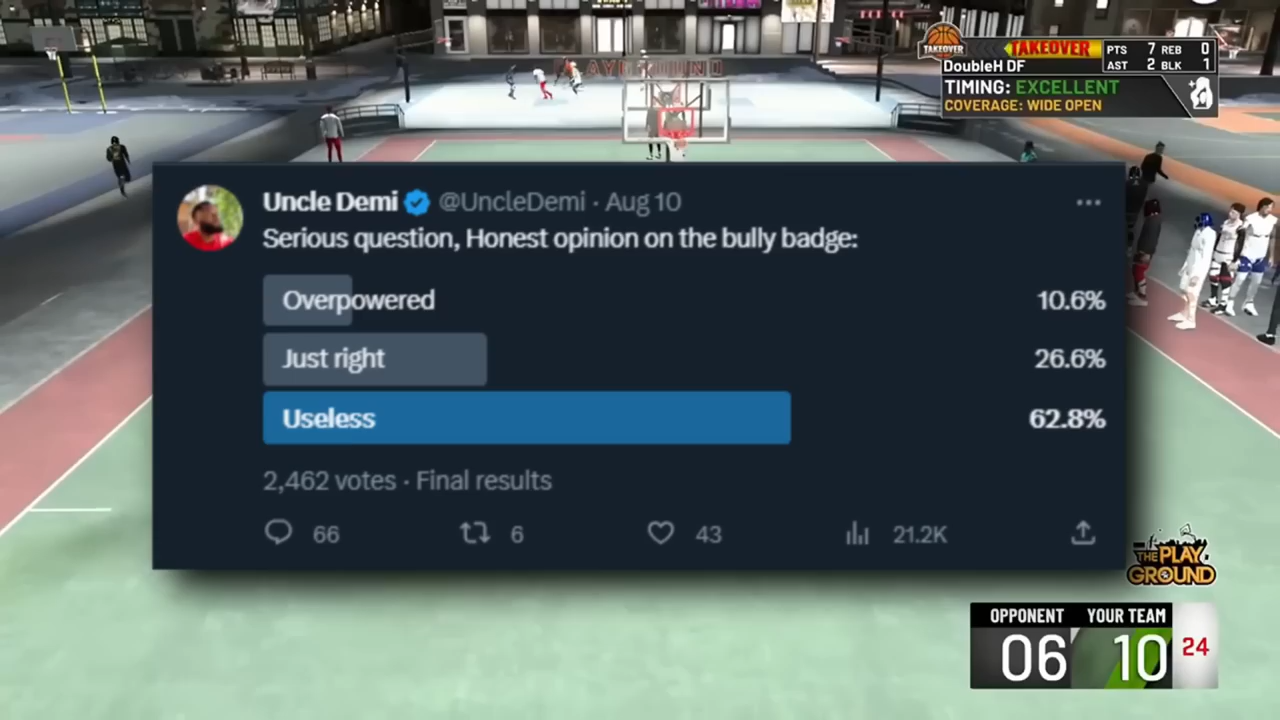 PLAYGROUND
TAKEOVER
TAKEOVER
PTS 7 REB 0
DoubleH DF
AST 2 BLK 1
TIMING: EXCELLENT
COVERAGE: WIDE OPEN
Uncle Demi @UncleDemi · Aug 10
Serious question, Honest opinion on the bully badge:
Overpowered 10.6%
Just right 26.6%
Useless 62.8%
2,462 votes · Final results
66 6 43 21.2K
THE PLAY
GROUND
OPPONENT YOUR TEAM
06 10 24